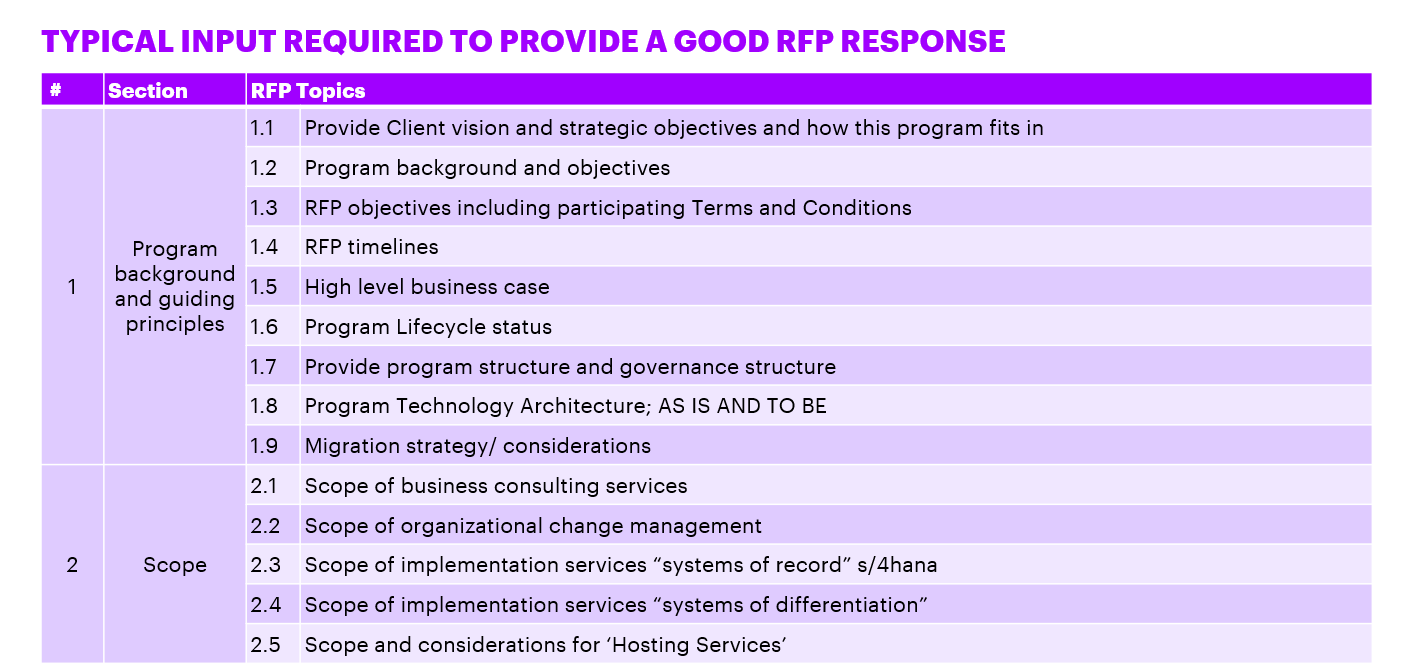 TYPICAL INPUT REQUIRED TO PROVIDE A GOOD RFP RESPONSE
# Section RFP Topics
1 Program background and guiding principles
1.1 Provide Client vision and strategic objectives and how this program fits in
1.2 Program background and objectives
1.3 RFP objectives including participating Terms and Conditions
1.4 RFP timelines
1.5 High level business case
1.6 Program Lifecycle status
1.7 Provide program structure and governance structure
1.8 Program Technology Architecture; AS IS AND TO BE
1.9 Migration strategy/ considerations
2 Scope
2.1 Scope of business consulting services
2.2 Scope of organizational change management
2.3 Scope of implementation services “systems of record” s/4hana
2.4 Scope of implementation services “systems of differentiation”
2.5 Scope and considerations for ‘Hosting Services’